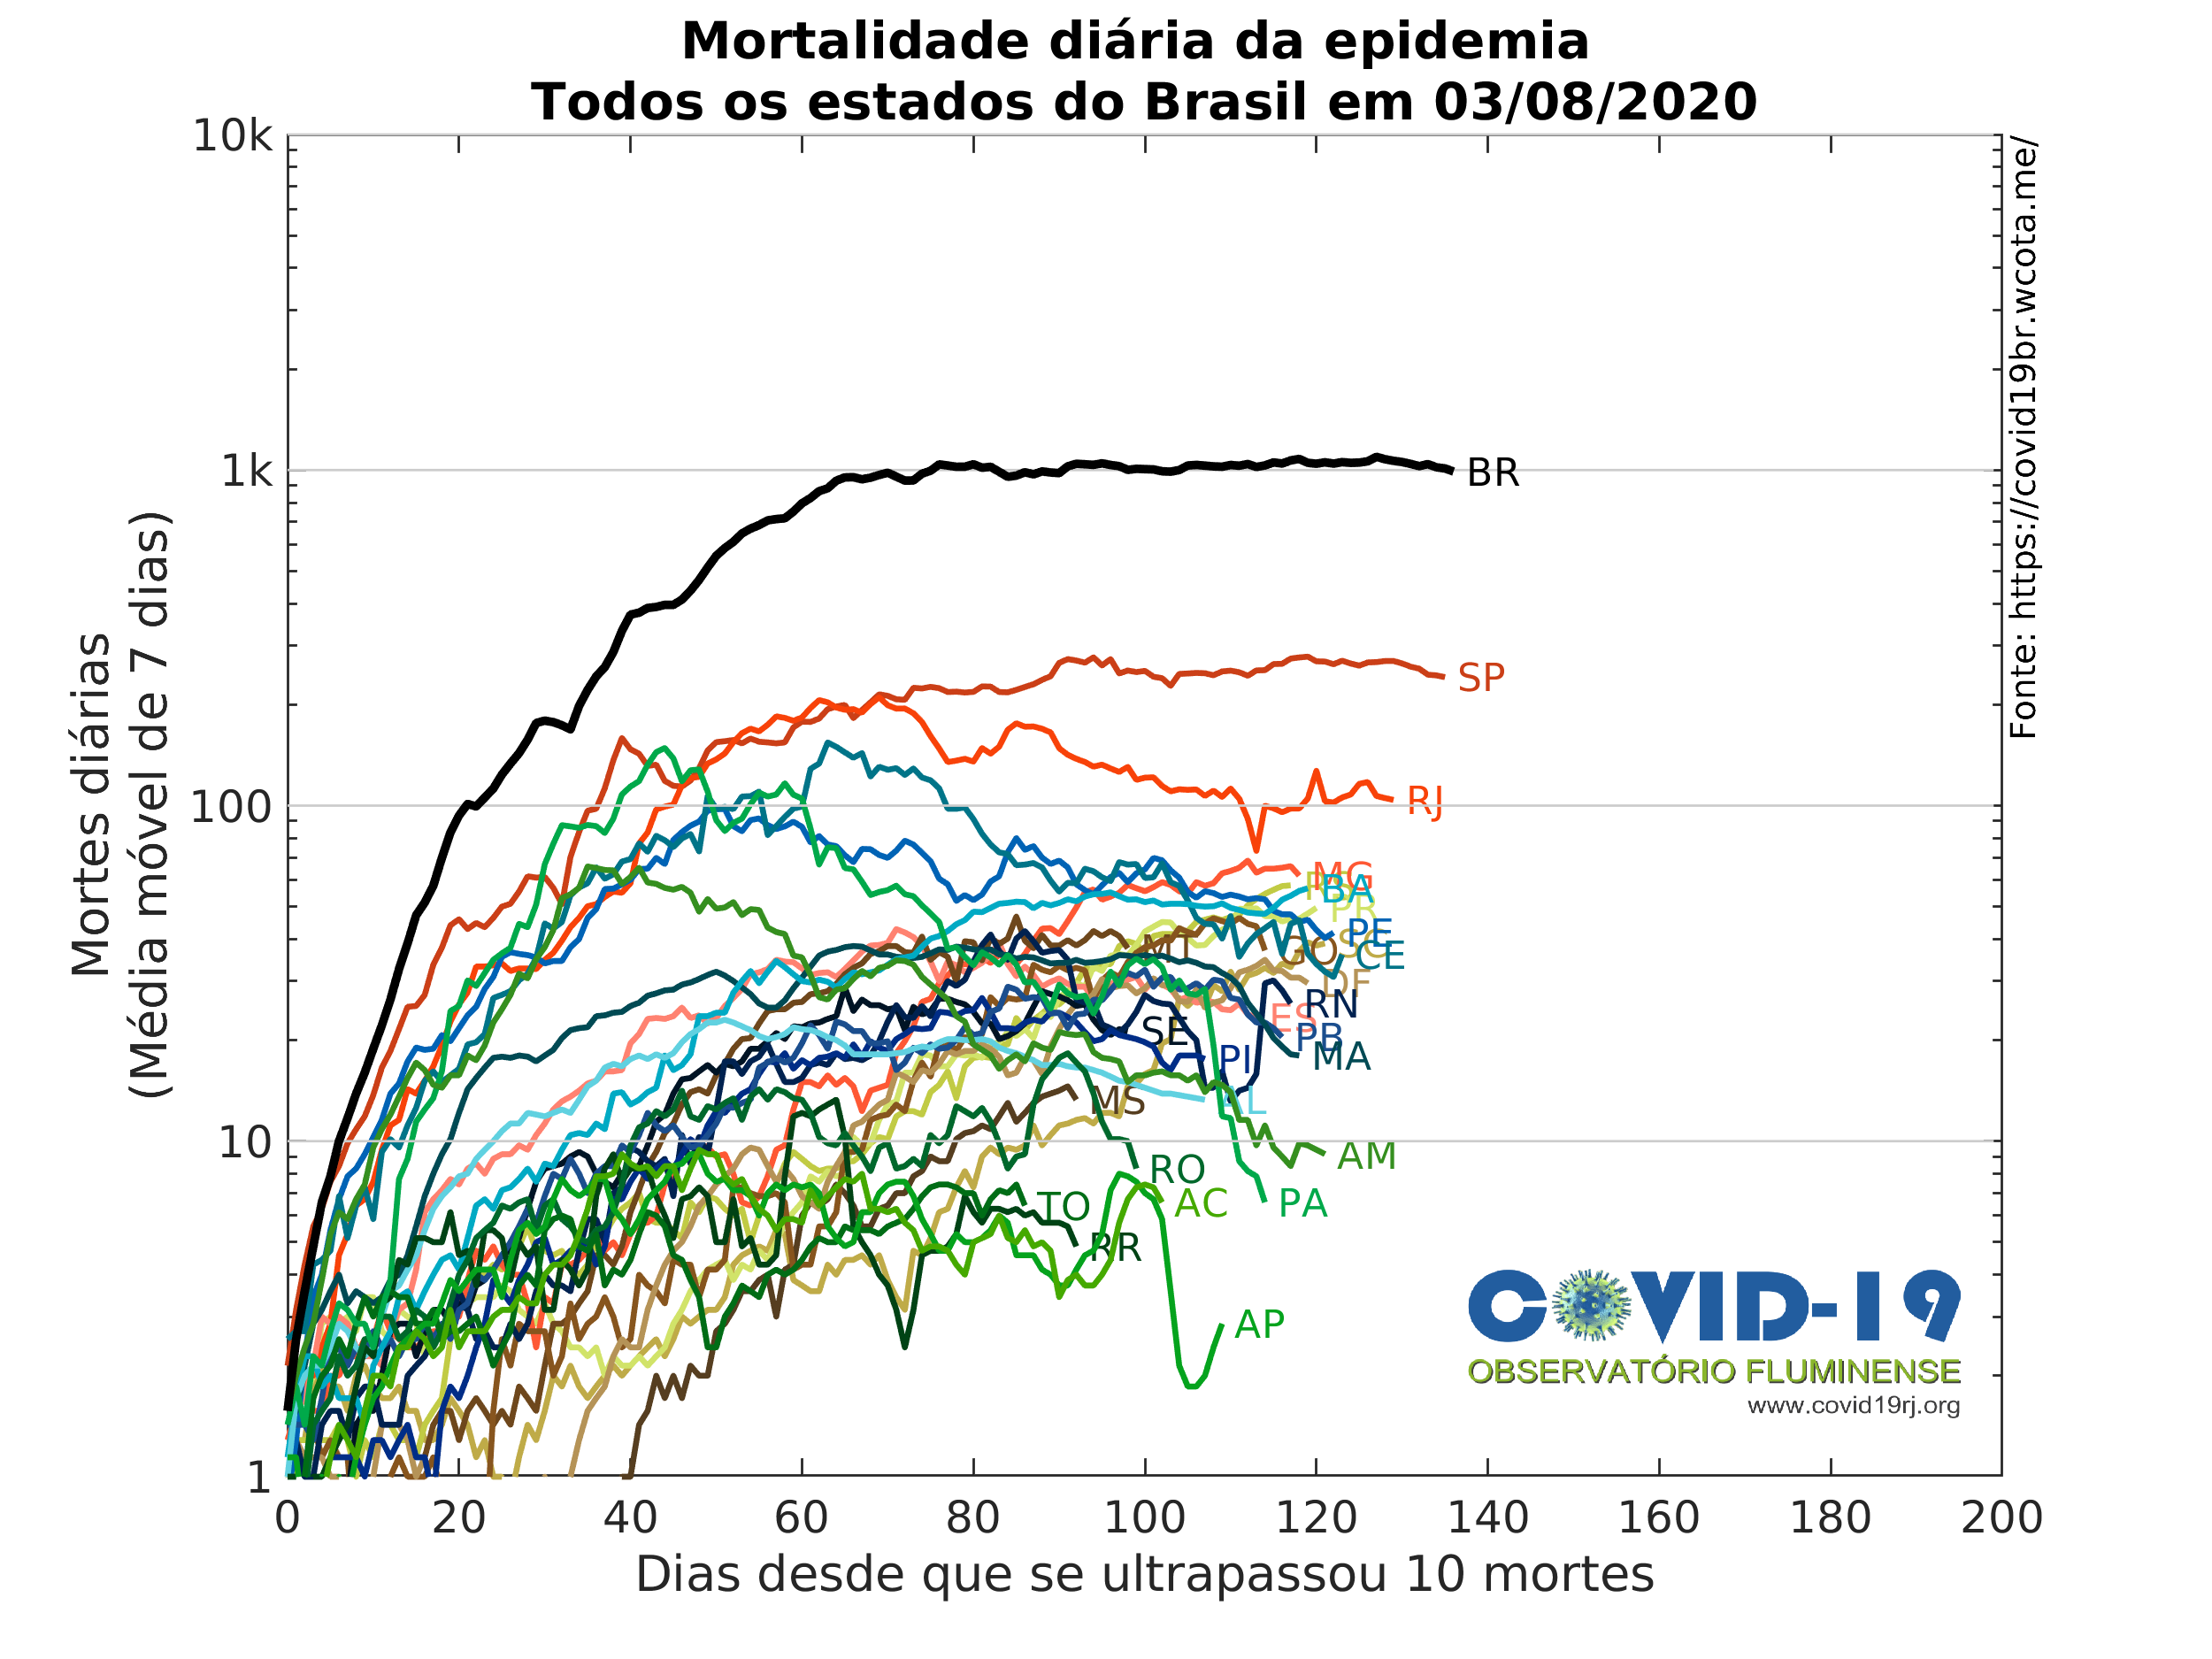 Mortalidade diária da epidemia
Todos os estados do Brasil em 03/08/2020
Mortes diárias
(Média móvel de 7 dias)
10k
1k
100
10
1
0 20 40 60 80 100 120 140 160 180 200
Dias desde que se ultrapassou 10 mortes
Fonte: https://covid19br.wcota.me/
BR
SP
RJ
MG
BA
PR
PE
SC
MT
GO
CE
DF
RN
ES
SE
PB
MA
PI
MS
AL
AM
RO
TO
AC
PA
RR
AP
COVID-19
OBSERVATÓRIO FLUMINENSE
www.covid19rj.org